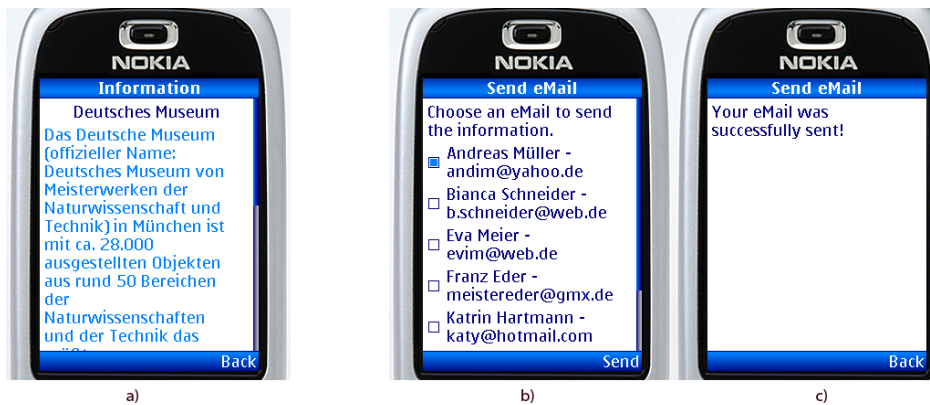 NOKIA
Information
Deutsches Museum
Das Deutsche Museum
(offizieller Name:
Deutsches Museum von
Meisterwerken der
Naturwissenschaft und
Technik) in München ist
mit ca. 28.000
ausgestellten Objekten
aus rund 50 Bereichen
der
Naturwissenschaften
und der Technik das
Back
a)
NOKIA
Send eMail
Choose an eMail to send
the information.
Andreas Müller -
andim@yahoo.de
Bianca Schneider -
b.schneider@web.de
Eva Meier -
evim@web.de
Franz Eder -
meistereder@gmx.de
Katrin Hartmann -
katy@hotmail.com
Send
b)
NOKIA
Send eMail
Your eMail was
successfully sent!
Back
c)